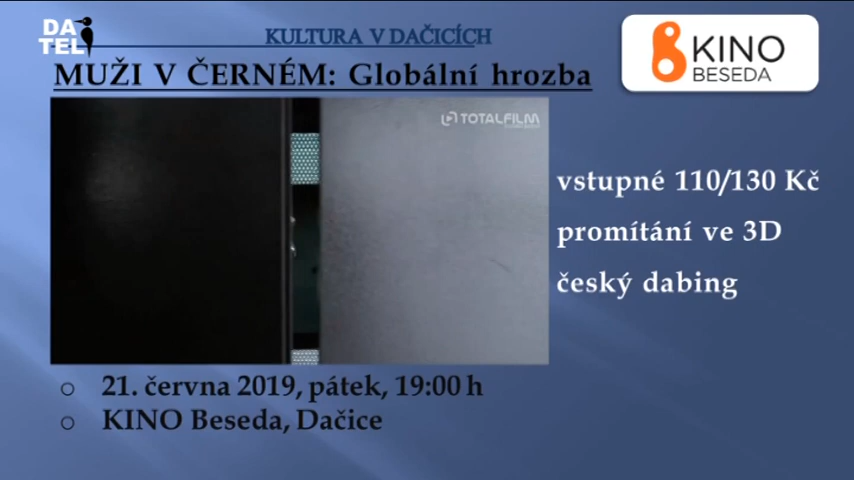 DA
TEL
KULTURA V DAČICÍCH
MUŽI V ČERNÉM: Globální hrozba
KINO
BESEDA
TOTALFILM
vstupné 110/130 Kč
promítání ve 3D
český dabing
o 21. června 2019, pátek, 19:00 h
o KINO Beseda, Dačice